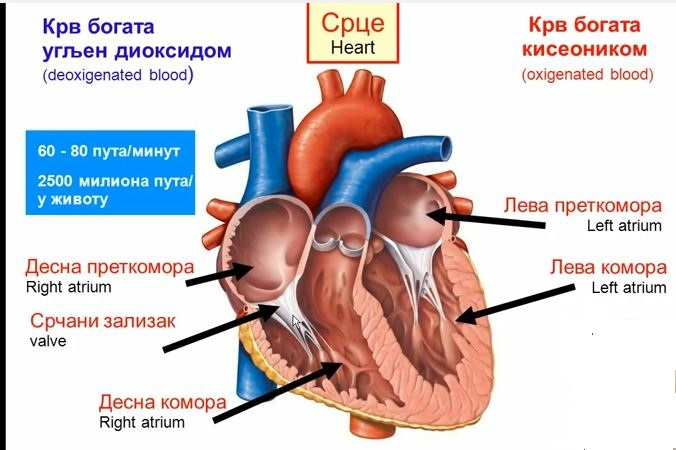 Крв богата
угљен диоксидом
(deoxigenated blood)
Срце
Heart
Крв богата
кисеоником
(oxigenated blood)
60 - 80 пута/минут
2500 милиона пута/
у животу
Лева преткомора
Left atrium
Десна преткомора
Right atrium
Лева комора
Left atrium
Срчани зализак
valve
Десна комора
Right atrium